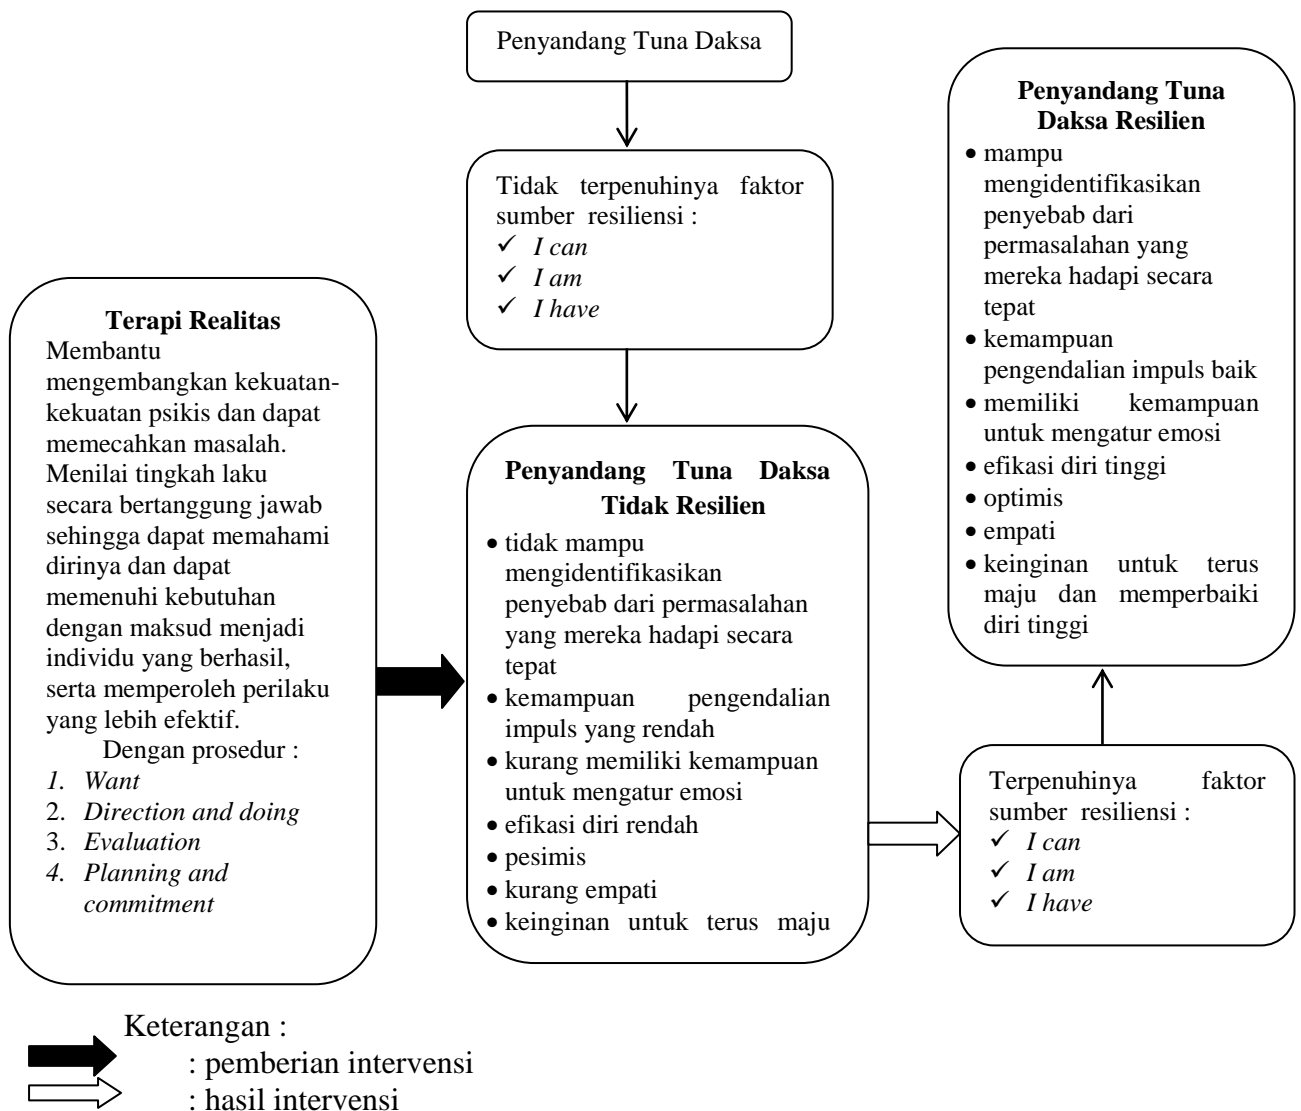 Penyandang Tuna Daksa
Tidak terpenuhinya faktor
sumber resiliensi :
✓ I can
✓ I am
✓ I have
Terapi Realitas
Membantu
mengembangkan kekuatan-
kekuatan psikis dan dapat
memecahkan masalah.
Menilai tingkah laku
secara bertanggung jawab
sehingga dapat memahami
dirinya dan dapat
memenuhi kebutuhan
dengan maksud menjadi
individu yang berhasil,
serta memperoleh perilaku
yang lebih efektif.
Dengan prosedur :
1. Want
2. Direction and doing
3. Evaluation
4. Planning and
commitment
Penyandang Tuna Daksa
Tidak Resilien
• tidak mampu
mengidentifikasikan
penyebab dari permasalahan
yang mereka hadapi secara
tepat
• kemampuan pengendalian
impuls yang rendah
• kurang memiliki kemampuan
untuk mengatur emosi
• efikasi diri rendah
• pesimis
• kurang empati
• keinginan untuk terus maju
Terpenuhinya faktor
sumber resiliensi :
✓ I can
✓ I am
✓ I have
Penyandang Tuna
Daksa Resilien
• mampu
mengidentifikasikan
penyebab dari
permasalahan yang
mereka hadapi secara
tepat
• kemampuan
pengendalian impuls baik
• memiliki kemampuan
untuk mengatur emosi
• efikasi diri tinggi
• optimis
• empati
• keinginan untuk terus
maju dan memperbaiki
diri tinggi
Keterangan :
: pemberian intervensi
: hasil intervensi